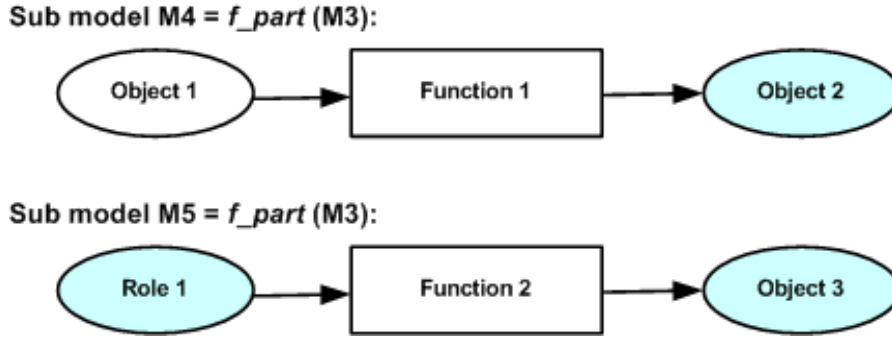 Sub model M4 = f_part (M3):
Object 1 Function 1 Object 2
Sub model M5 = f_part (M3):
Role 1 Function 2 Object 3